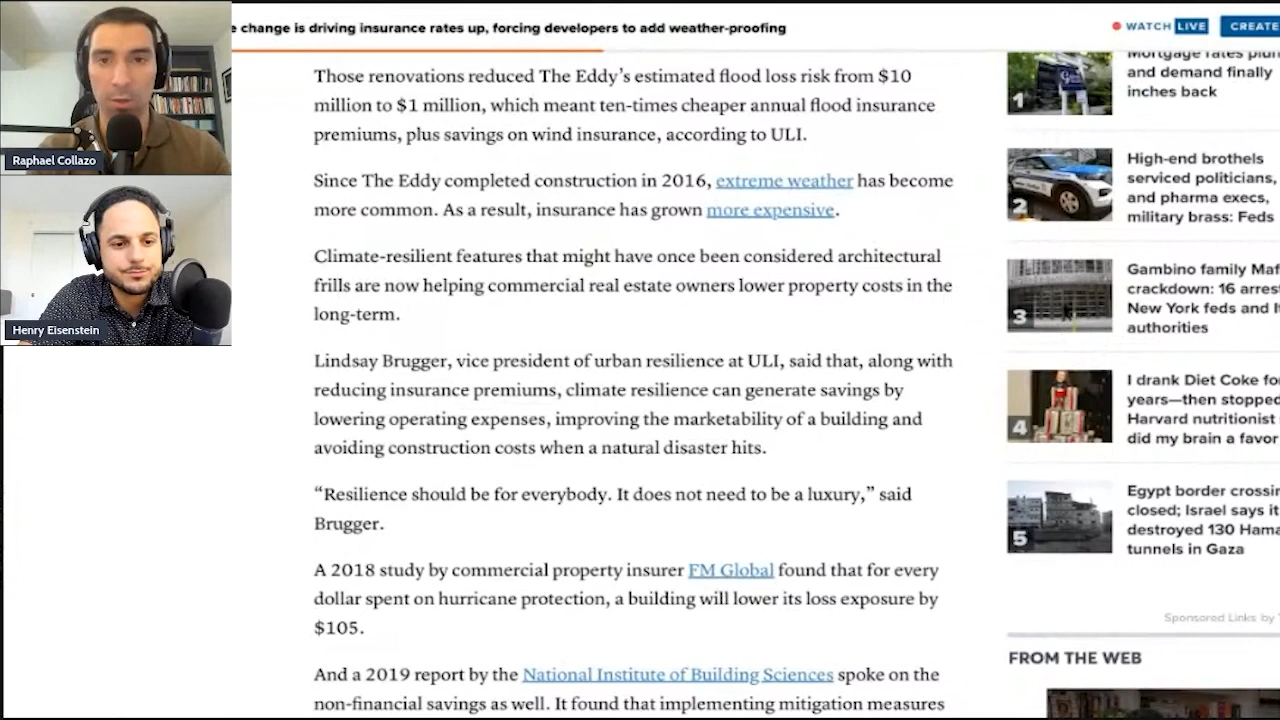 Raphael Collazo
Henry Eisenstein
e change is driving insurance rates up, forcing developers to add weather-proofing
WATCH LIVE
CREATE
Those renovations reduced The Eddy's estimated flood loss risk from $10
million to $1 million, which meant ten-times cheaper annual flood insurance
premiums, plus savings on wind insurance, according to ULI.
Since The Eddy completed construction in 2016, extreme weather has become
more common. As a result, insurance has grown more expensive.
Climate-resilient features that might have once been considered architectural
frills are now helping commercial real estate owners lower property costs in the
long-term.
Lindsay Brugger, vice president of urban resilience at ULI, said that, along with
reducing insurance premiums, climate resilience can generate savings by
lowering operating expenses, improving the marketability of a building and
avoiding construction costs when a natural disaster hits.
“Resilience should be for everybody. It does not need to be a luxury,” said
Brugger.
A 2018 study by commercial property insurer FM Global found that for every
dollar spent on hurricane protection, a building will lower its loss exposure by
$105.
And a 2019 report by the National Institute of Building Sciences spoke on the
non-financial savings as well. It found that implementing mitigation measures
1
Mortgage rates plun
and demand finally
inches back
2
High-end brothels
serviced politicians,
and pharma execs,
military brass: Feds
3
Gambino family Maf
crackdown: 16 arres
New York feds and It
authorities
4
I drank Diet Coke fo
years—then stopped
Harvard nutritionist
did my brain a favor
5
Egypt border crossin
closed; Israel says it
destroyed 130 Hama
tunnels in Gaza
Sponsored Links by
FROM THE WEB